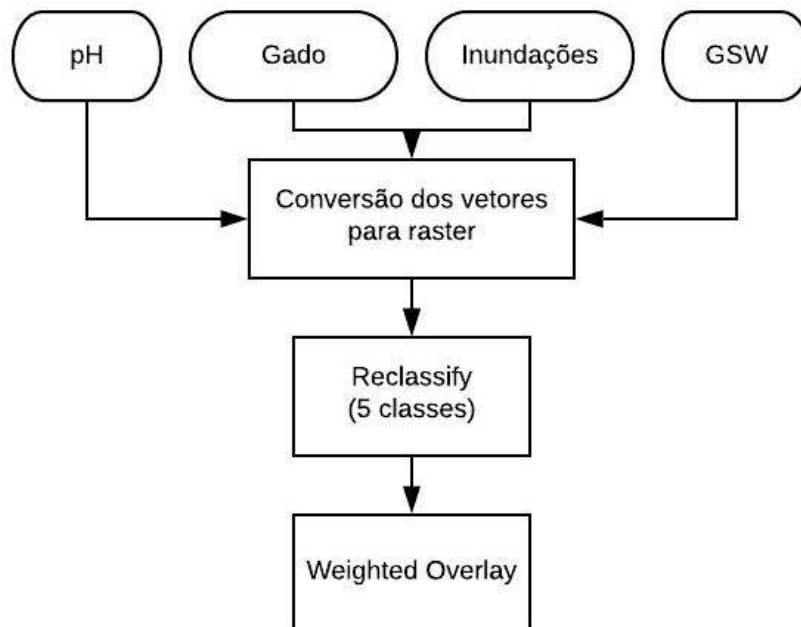 pH
Gado
Inundações
GSW
Conversão dos vetores
para raster
Reclassify
(5 classes)
Weighted Overlay